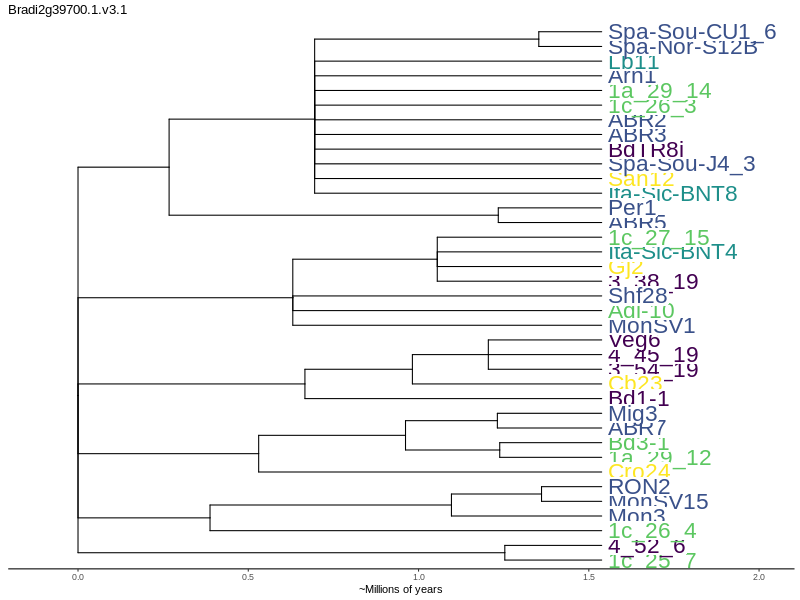 Bradi2g39700.1.v3.1
Spa-Sou-CU1_6
Spa-Nor-S12B
Lb11
Arn1
1a_29_14
1c_26_3
ABR2
ABR3
BdTR8i
Spa-Sou-J4_3
San12
Ita-Sic-BNT8
Per1
ABR5
1c_27_15
Ita-Sic-BNT4
Gj2
3_38_19
Shf28
Adi-10
MonSV1
Veg6
4_45_19
3_54_19
Cb23
Bd1-1
Mig3
ABR7
Bd3-1
1a_29_12
Cro24
RON2
MonSV15
Mon3
1c_26_4
4_52_6
1c_25_7
0.0 0.5 1.0 1.5 2.0
~Millions of years